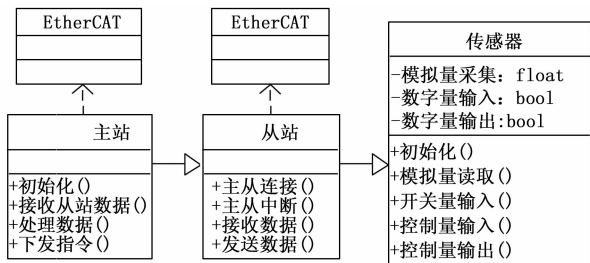 EtherCAT
主站
+初始化()
+接收从站数据()
+处理数据()
+下发指令()
EtherCAT
从站
+主从连接()
+主从中断()
+接收数据()
+发送数据()
传感器
-模拟量采集: float
-数字量输入: bool
-数字量输出:bool
+初始化()
+模拟量读取()
+开关量输入()
+控制量输入()
+控制量输出()